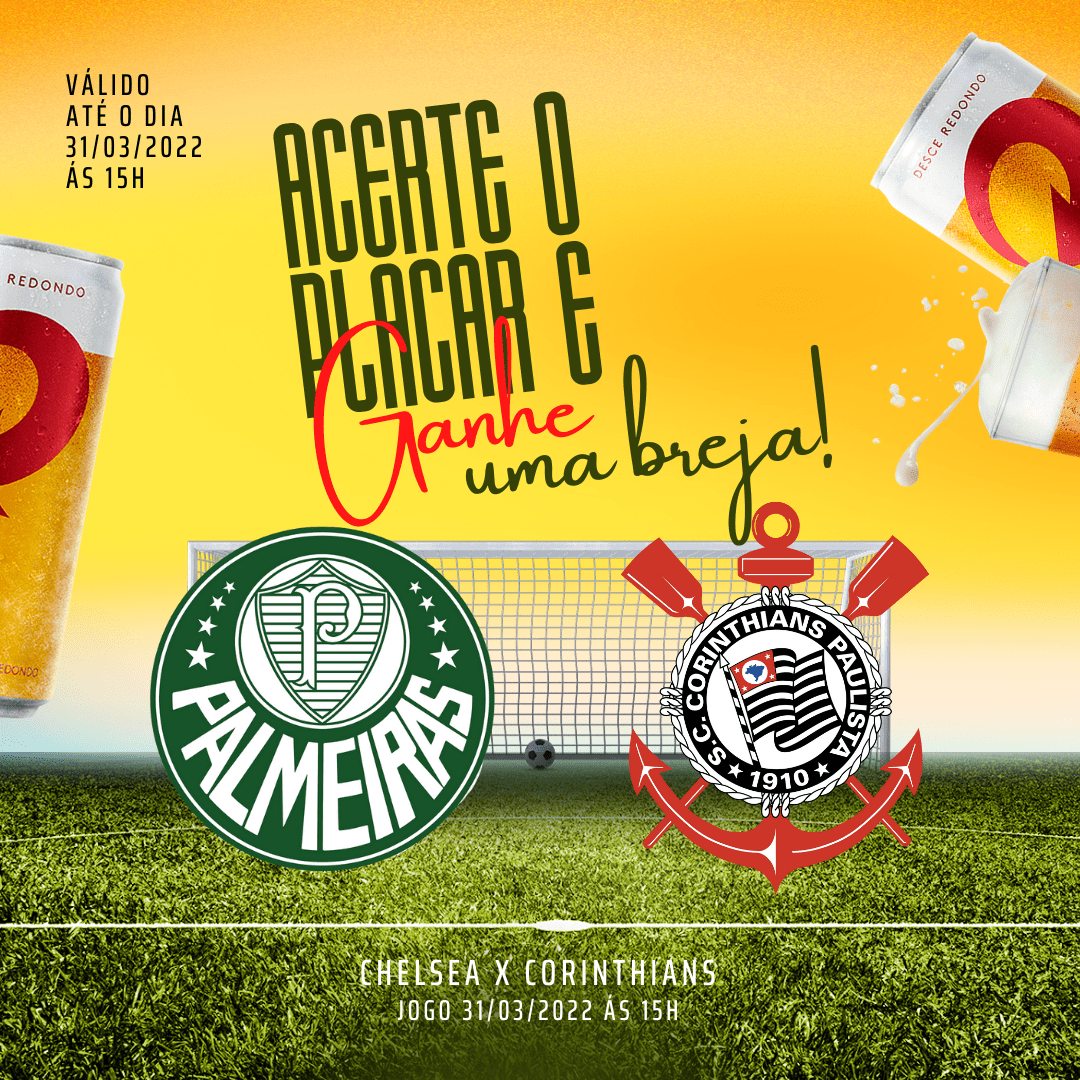 VÁLIDO
ATÉ O DIA
31/03/2022
ÁS 15H
ACERTE O
PLACAR E
Ganhe
uma breja!
DESCE REDONDO
REDONDO
EDONDO
P
PALMEIRAS
S.C. CORINTHIANS PAULISTA
1910
CHELSEA X CORINTHIANS
JOGO 31/03/2022 ÁS 15H